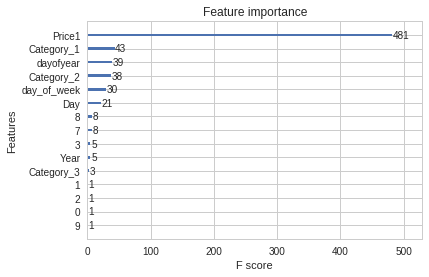 Feature importance
Features
Price1 481
Category_1 43
dayofyear 39
Category_2 38
day_of_week 30
Day 21
8 8
7 8
3 5
Year 5
Category_3 3
1 1
2 1
0 1
9 1
0 100 200 300 400 500
F score